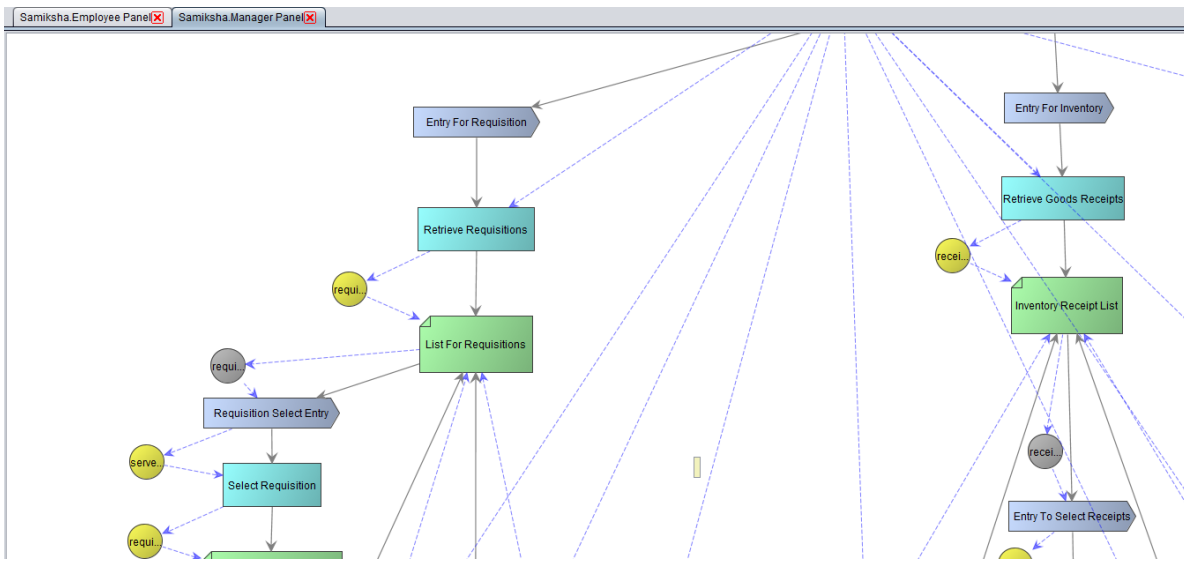 Samiksha.Employee Panel
Samiksha.Manager Panel
Entry For Requisition
Entry For Inventory
Retrieve Goods Receipts
Retrieve Requisitions
recei...
requi...
Inventory Receipt List
List For Requisitions
requi...
Requisition Select Entry
recei...
serve...
Select Requisition
Entry To Select Receipts
requi...